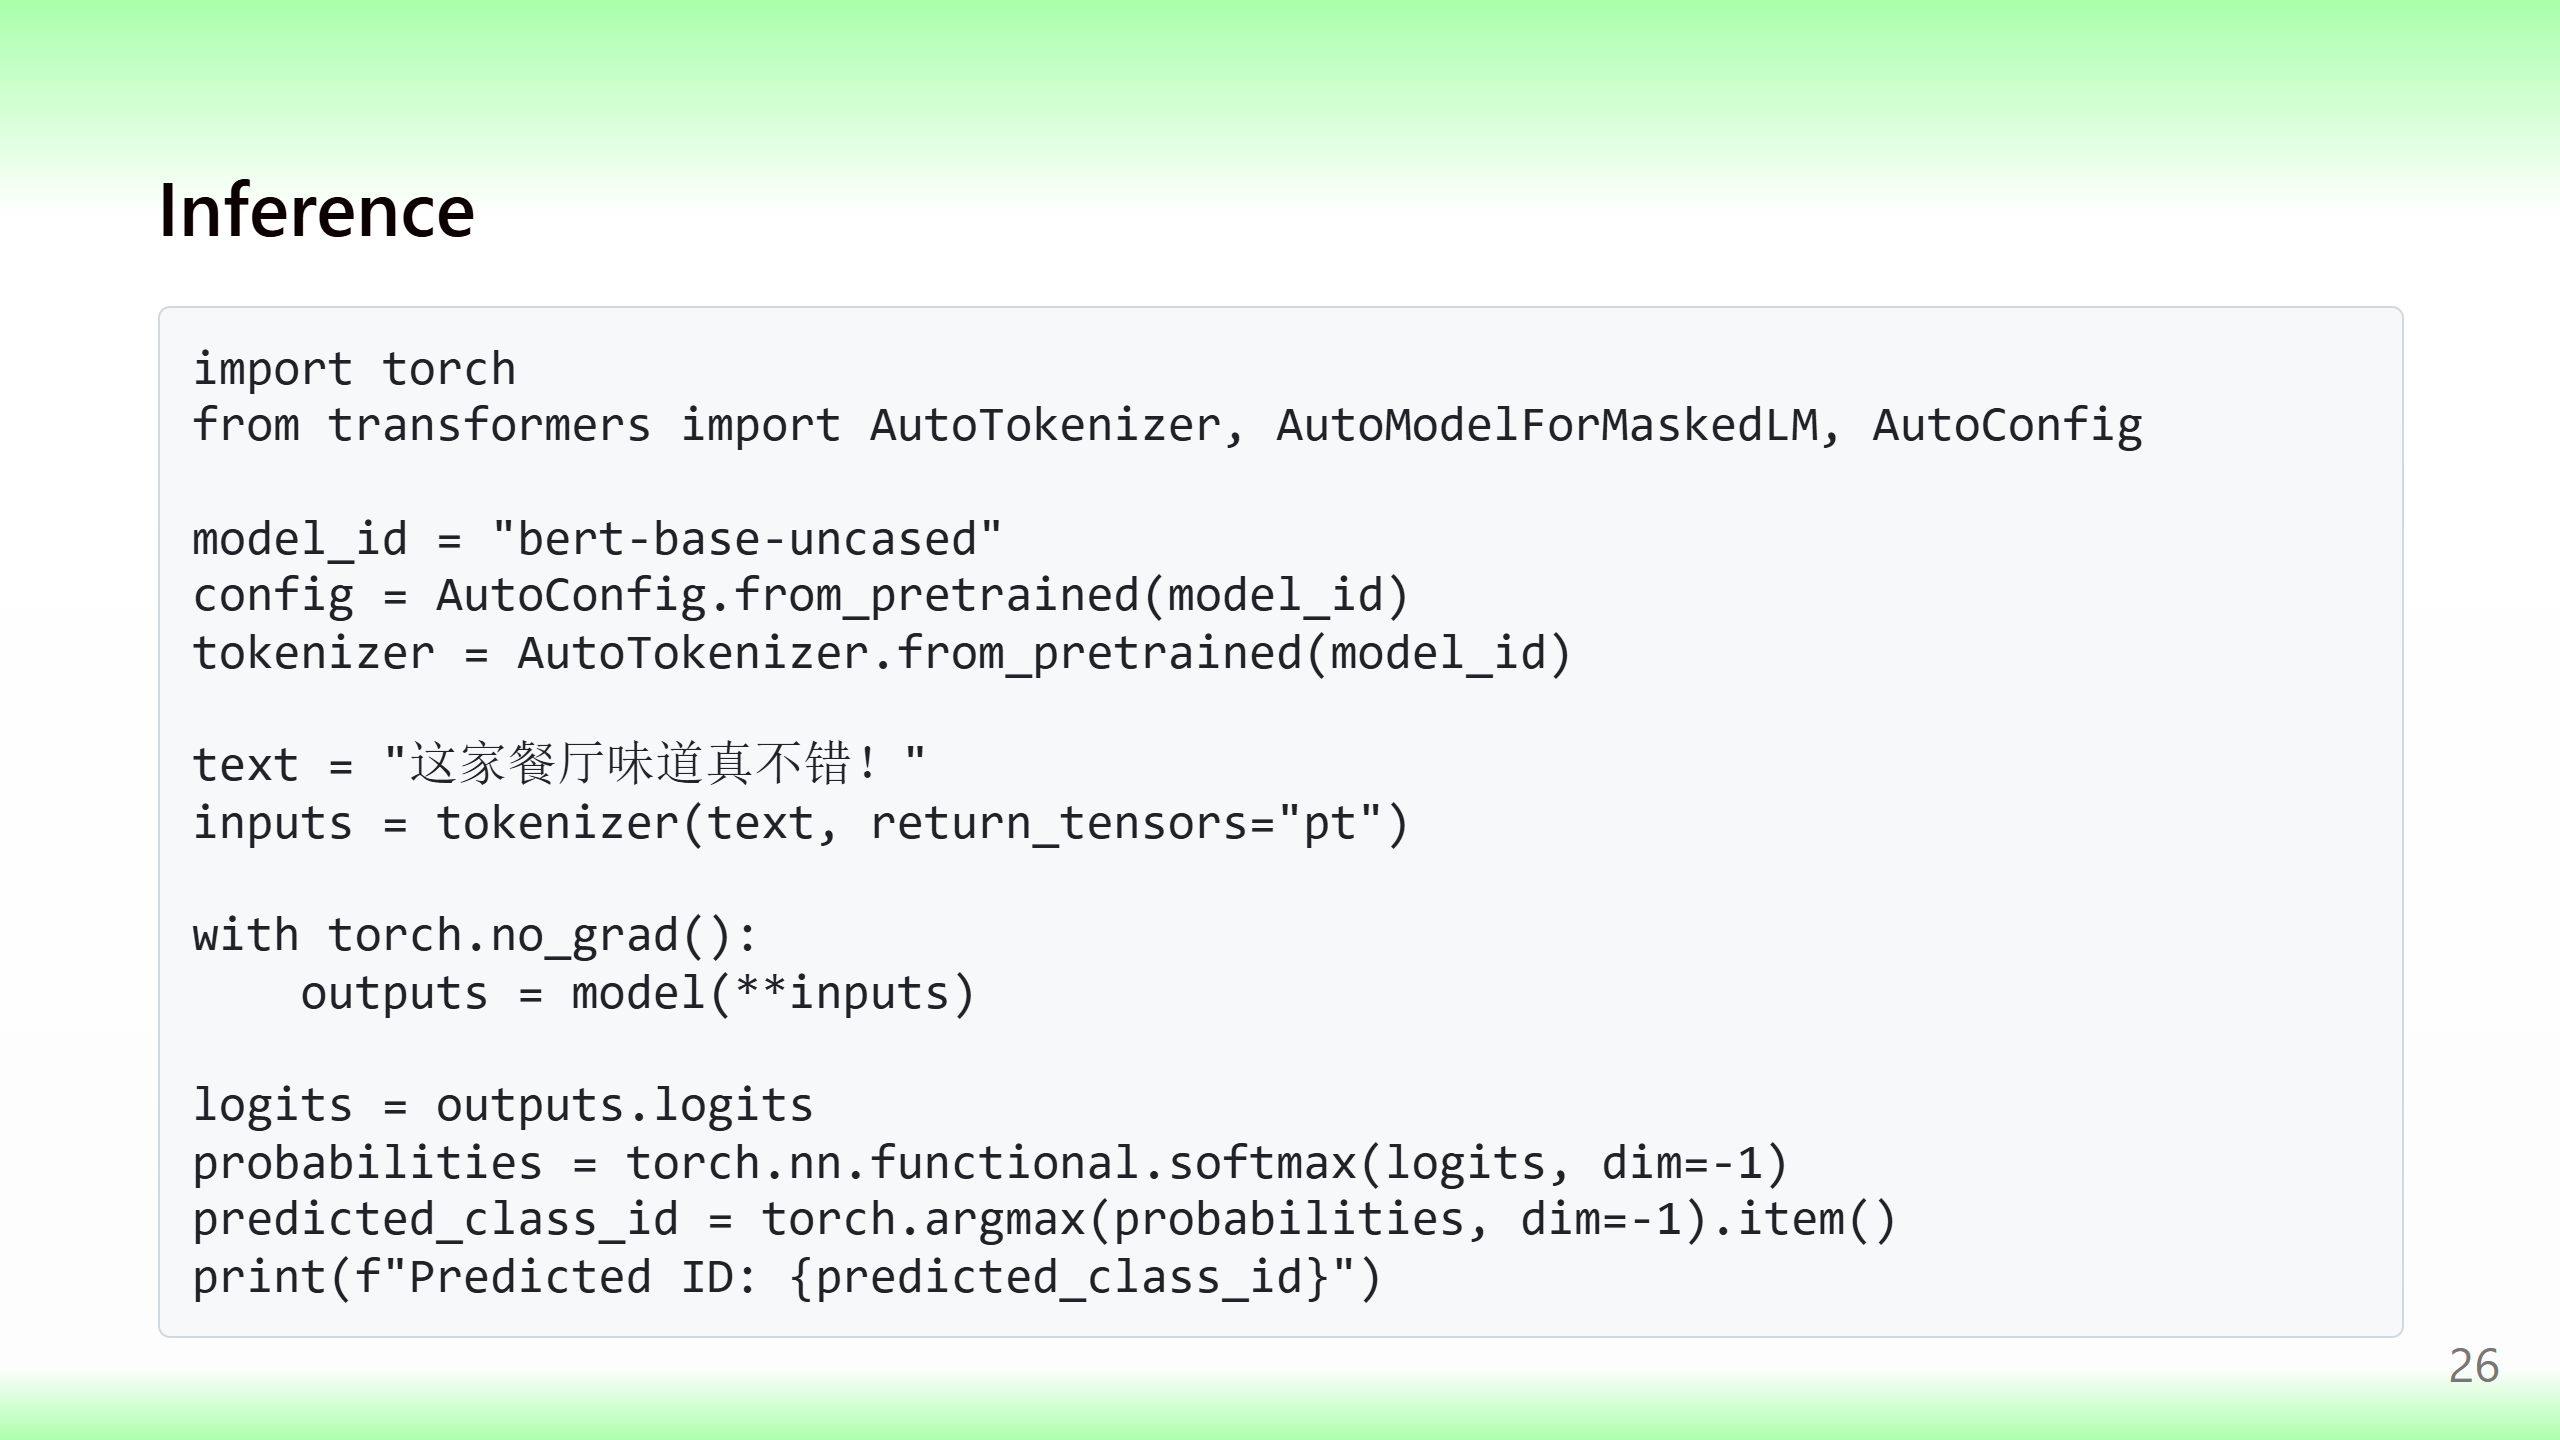 Inference
import torch
from transformers import AutoTokenizer, AutoModelForMaskedLM, AutoConfig
model_id = "bert-base-uncased"
config = AutoConfig.from_pretrained(model_id)
tokenizer = AutoTokenizer.from_pretrained(model_id)
text = "这家餐厅味道真不错！"
inputs = tokenizer(text, return_tensors="pt")
with torch.no_grad():
    outputs = model(**inputs)
logits = outputs.logits
probabilities = torch.nn.functional.softmax(logits, dim=-1)
predicted_class_id = torch.argmax(probabilities, dim=-1).item()
print(f"Predicted ID: {predicted_class_id}")
26